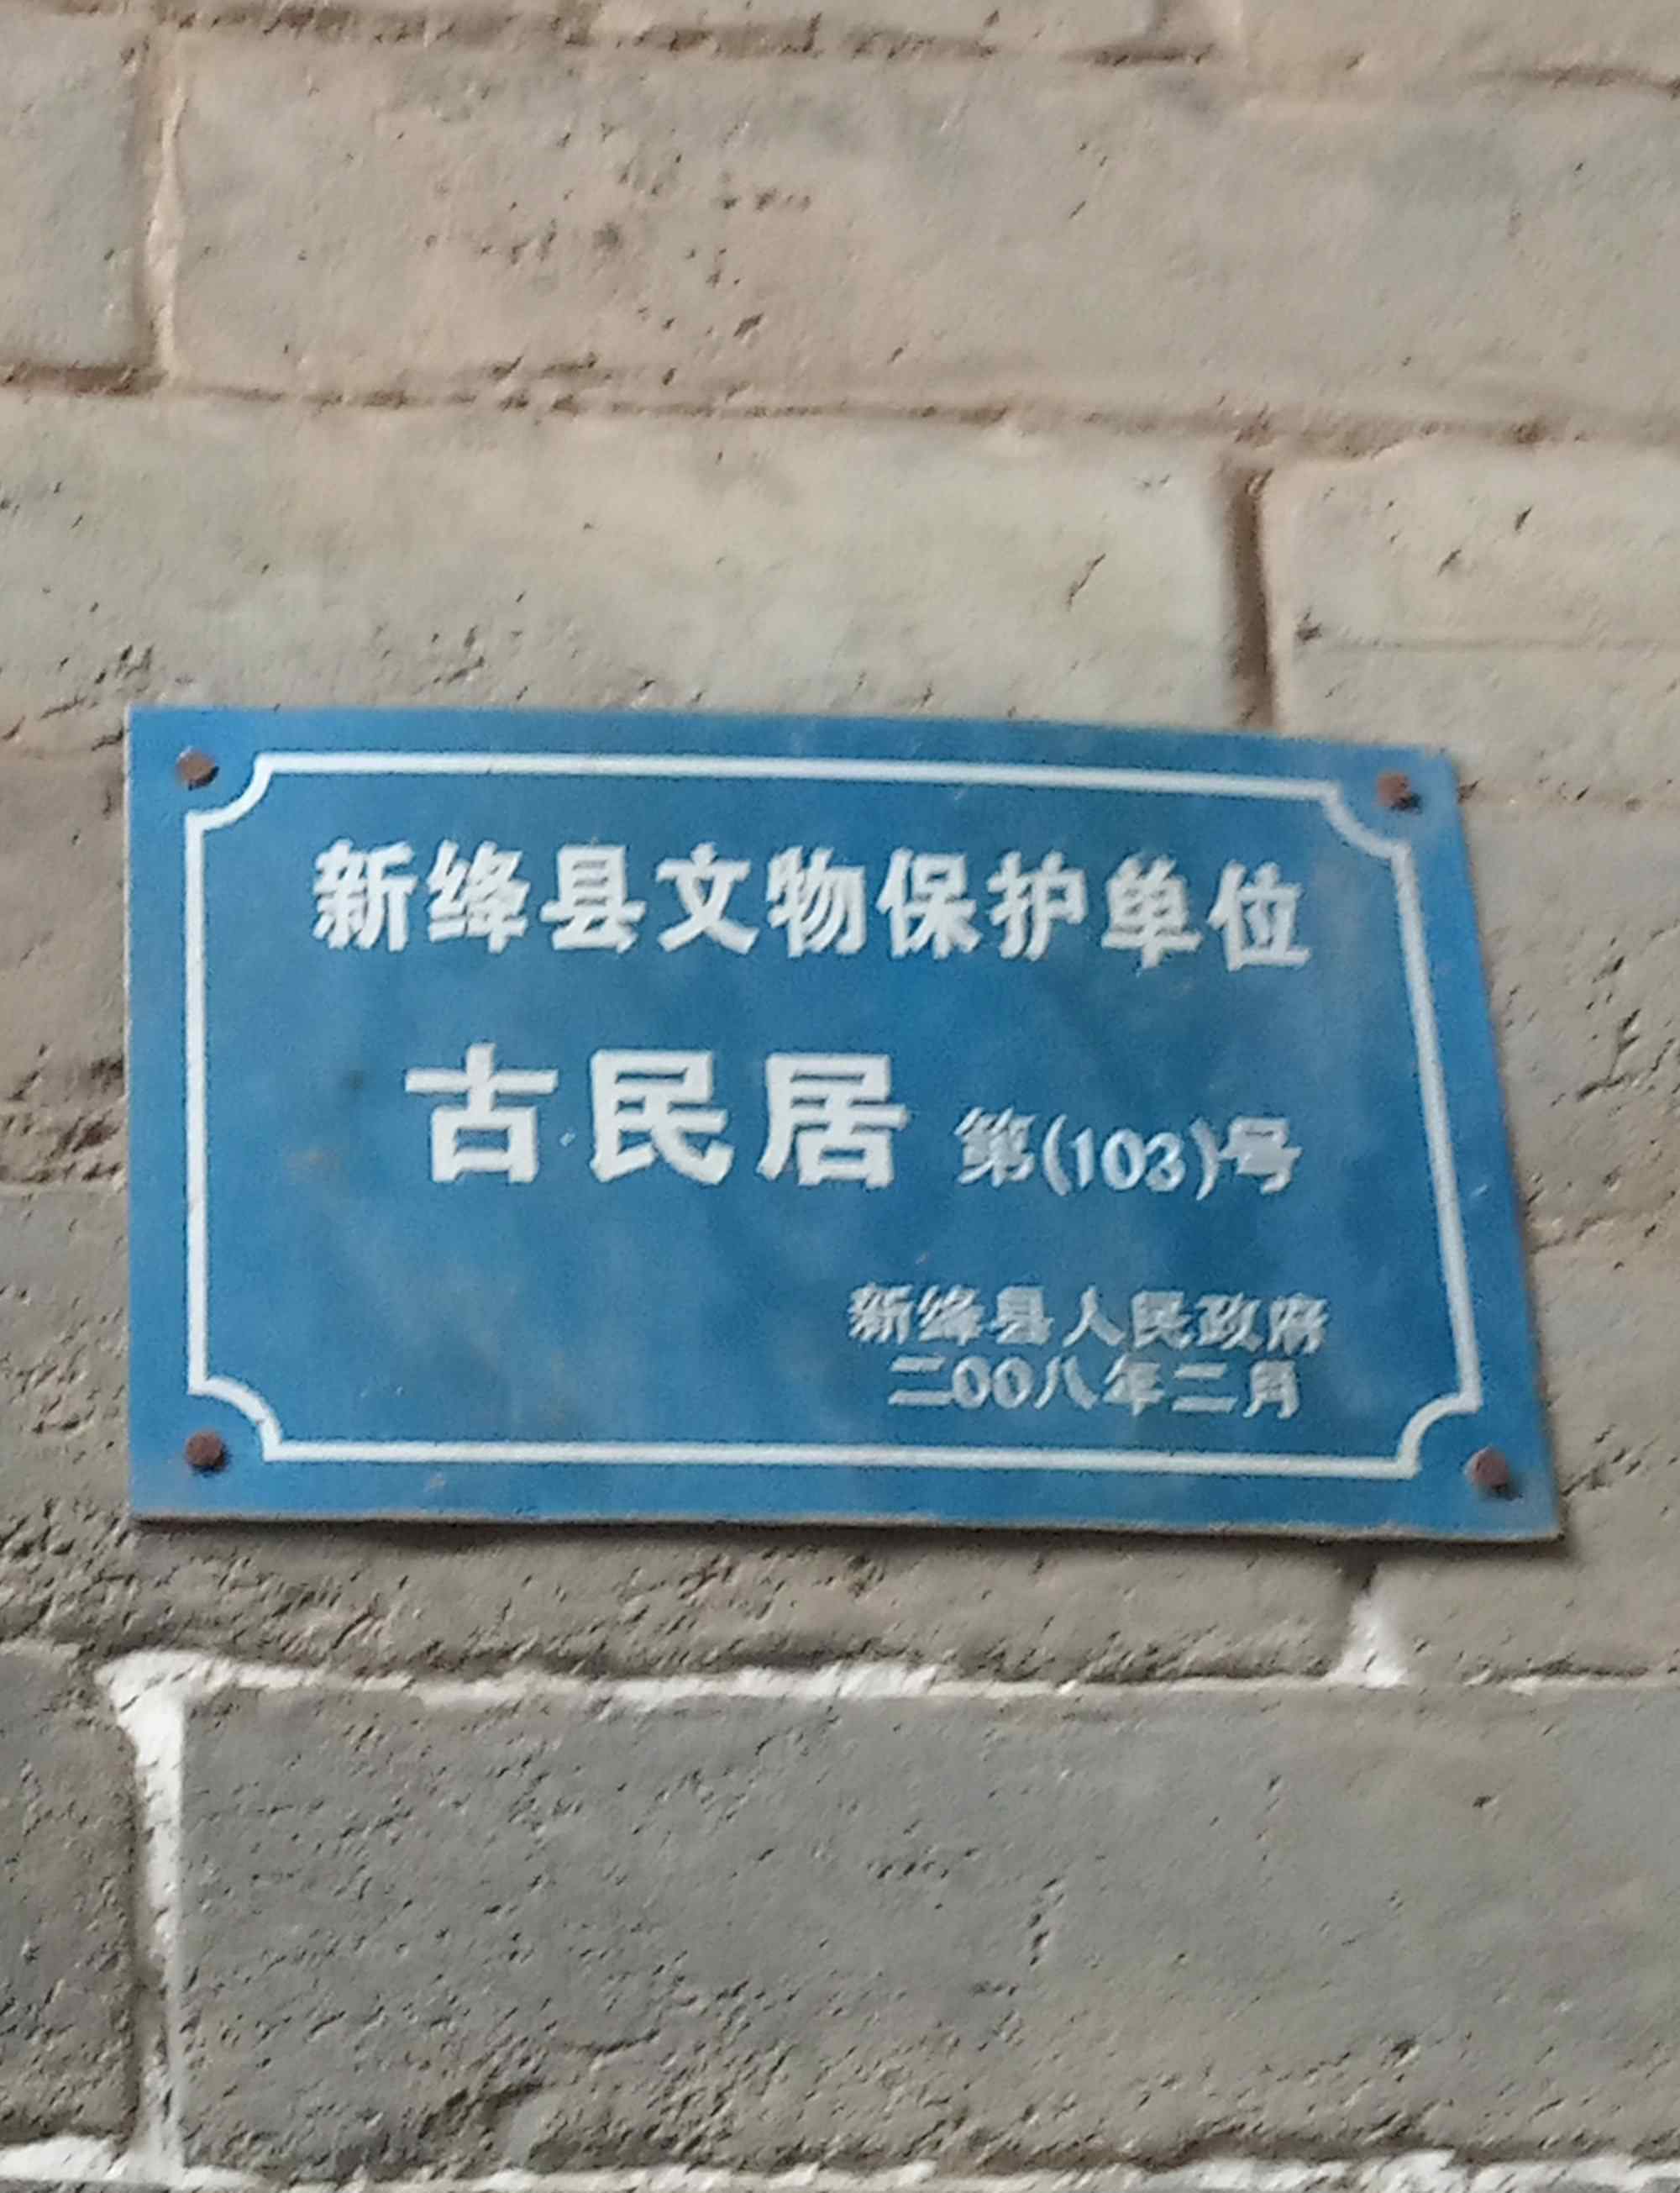 新绛县文物保护单位
古民居 第(103)号
新绛县人民政府
二00八年二月